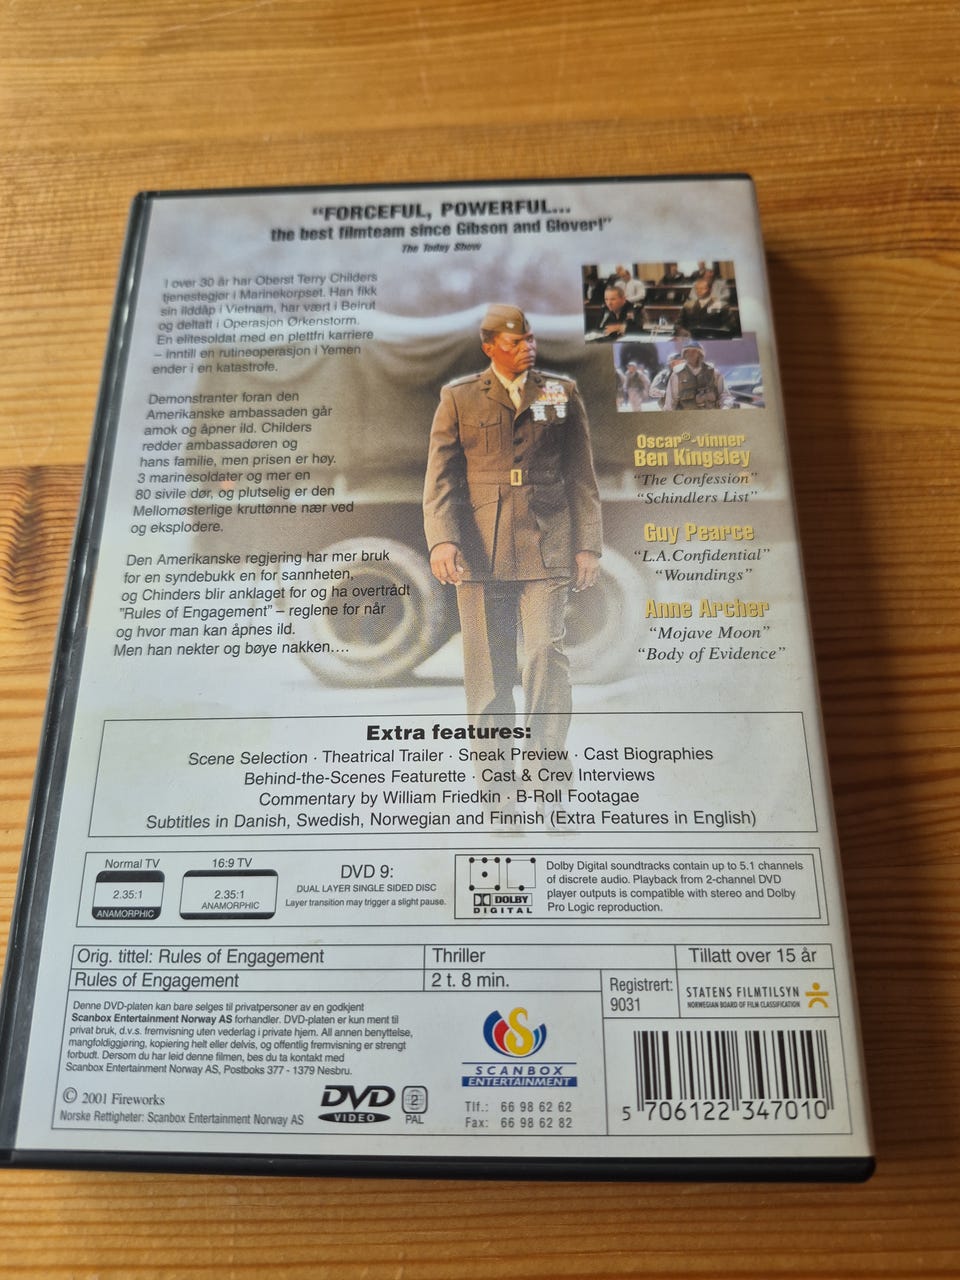 “FORCEFUL, POWERFUL...
the best filmteam since Gibson and Glover!”
The Today Show
I over 30 år har Oberst Terry Childers
tjenestegjør i Marinekorpset. Han fikk
sin ilddåp i Vietnam, har vært i Beirut
og deltatt i Operasjon Ørkenstorm.
En elitesoldat med en plettfri karriere
– inntill en rutineoperasjon i Yemen
ender i en katastrofe.
Demonstranter foran den
Amerikanske ambassaden går
amok og åpner ild. Childers
redder ambassadøren og
hans familie, men prisen er høy.
3 marinesoldater og mer en
80 sivile dør, og plutselig er den
Mellomøsterlige kruttønne nær ved
og eksplodere.
Den Amerikanske regjering har mer bruk
for en syndebukk en for sannheten,
og Chinders blir anklaget for og ha overtrådt
”Rules of Engagement” – reglene for når
og hvor man kan åpnes ild.
Men han nekter og bøye nakken....
Oscar®-vinner
Ben Kingsley
“The Confession”
“Schindlers List”
Guy Pearce
“L.A.Confidential”
“Woundings”
Anne Archer
“Mojave Moon”
“Body of Evidence”
Extra features:
Scene Selection · Theatrical Trailer · Sneak Preview · Cast Biographies
Behind-the-Scenes Featurette · Cast & Crev Interviews
Commentary by William Friedkin · B-Roll Footagae
Subtitles in Danish, Swedish, Norwegian and Finnish (Extra Features in English)
Normal TV
2.35:1
ANAMORPHIC
16:9 TV
2.35:1
ANAMORPHIC
DVD 9:
DUAL LAYER SINGLE SIDED DISC
Layer transition may trigger a slight pause.
DOLBY
DIGITAL
Dolby Digital soundtracks contain up to 5.1 channels
of discrete audio. Playback from 2-channel DVD
player outputs is compatible with stereo and Dolby
Pro Logic reproduction.
Orig. tittel: Rules of Engagement
Thriller
Tillatt over 15 år
Rules of Engagement
2 t. 8 min.
Registrert:
9031
STATENS FILMTILSYN
NORWEGIAN BOARD OF FILM CLASSIFICATION
Denne DVD-platen kan bare selges til privatpersoner av en godkjent
Scanbox Entertainment Norway AS forhandler. DVD-platen er kun ment til
privat bruk, d.v.s. fremvisning uten vederlag i private hjem. All annen benyttelse,
mangfoldiggjøring, kopiering helt eller delvis, og offentlig fremvisning er strengt
forbudt. Dersom du har leid denne filmen, bes du ta kontakt med
Scanbox Entertainment Norway AS, Postboks 377 - 1379 Nesbru.
© 2001 Fireworks
Norske Rettigheter: Scanbox Entertainment Norway AS
DVD
VIDEO
2
PAL
S
SCANBOX
ENTERTAINMENT
Tlf.: 66 98 62 62
Fax: 66 98 62 82
5 706122 347010